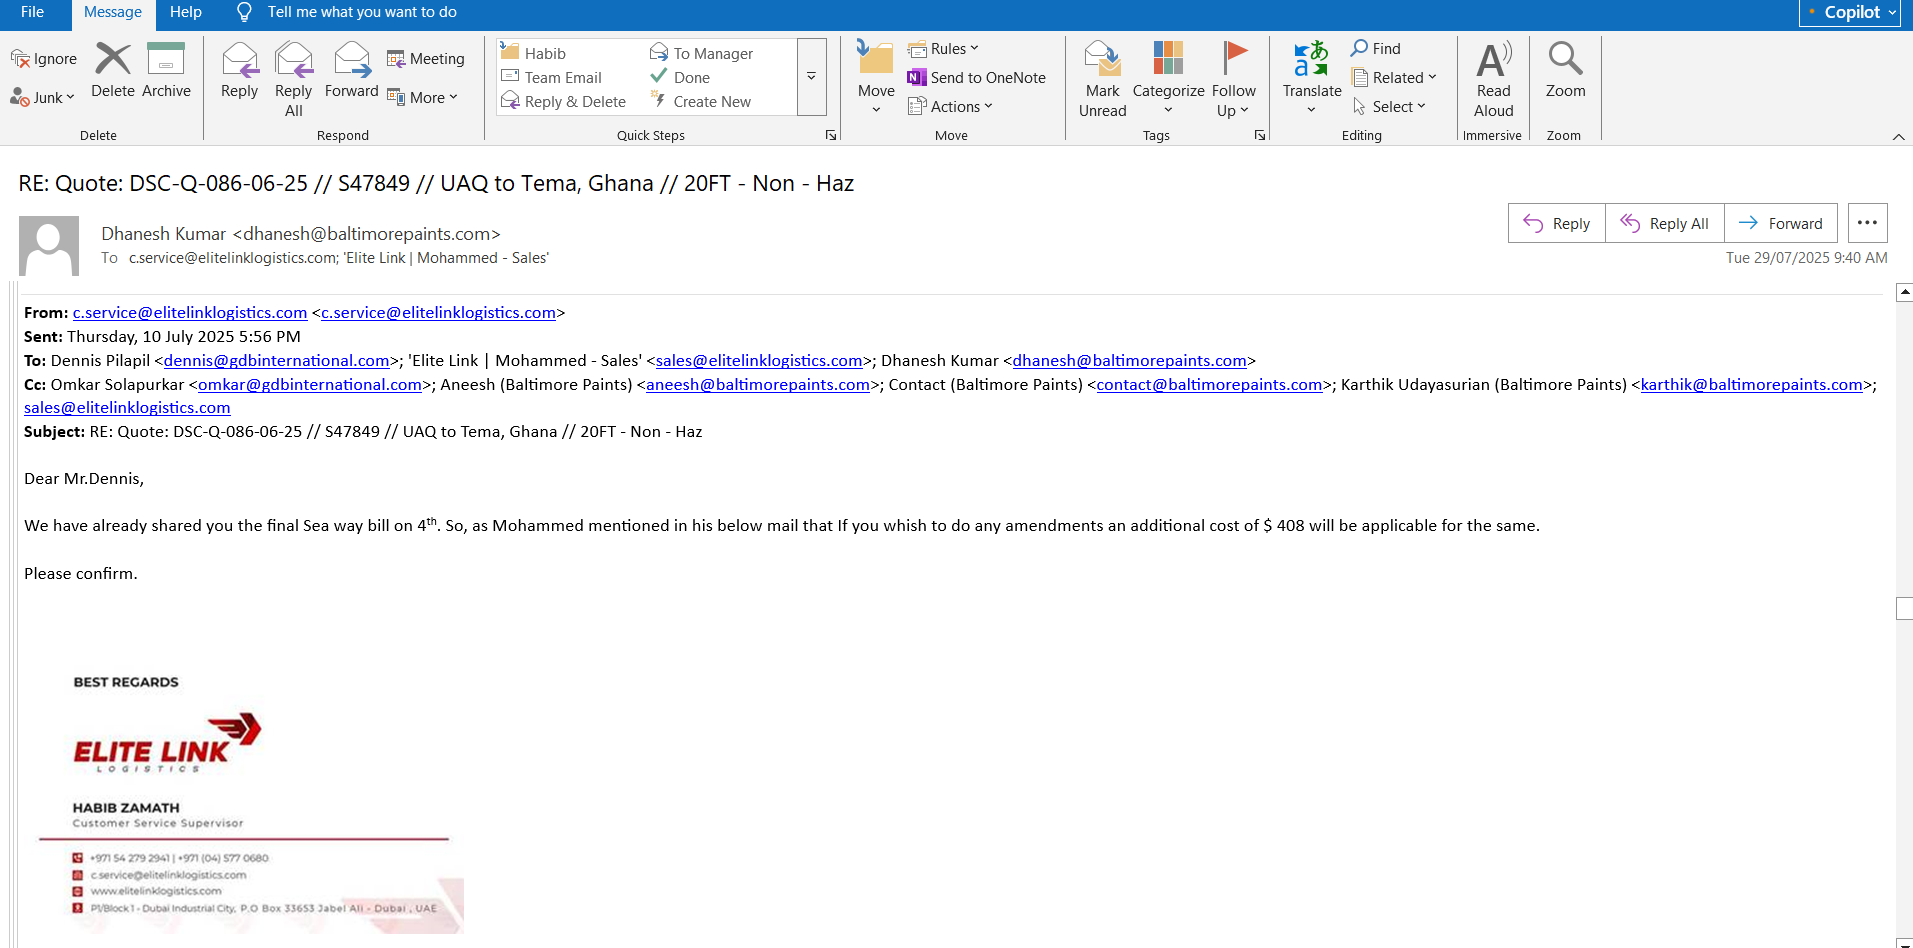 File Message Help Tell me what you want to do Copilot
Ignore Delete Archive Reply Reply All Forward Meeting Habib To Manager Move Rules Mark Unread Categorize Follow Up Translate Find Read Aloud Zoom
Team Email Done Send to OneNote Related
Junk More Reply & Delete Create New Actions Select
Delete Respond Quick Steps Move Tags Editing Immersive Zoom
RE: Quote: DSC-Q-086-06-25 // S47849 // UAQ to Tema, Ghana // 20FT - Non - Haz
Dhanesh Kumar <dhanesh@baltimorepaints.com>
To c.service@elitelinklogistics.com; 'Elite Link | Mohammed - Sales'
Reply Reply All Forward
Tue 29/07/2025 9:40 AM
From: c.service@elitelinklogistics.com <c.service@elitelinklogistics.com>
Sent: Thursday, 10 July 2025 5:56 PM
To: Dennis Pilapil <dennis@gdbinternational.com>; 'Elite Link | Mohammed - Sales' <sales@elitelinklogistics.com>; Dhanesh Kumar <dhanesh@baltimorepaints.com>
Cc: Omkar Solapurkar <omkar@gdbinternational.com>; Aneesh (Baltimore Paints) <aneesh@baltimorepaints.com>; Contact (Baltimore Paints) <contact@baltimorepaints.com>; Karthik Udayasurian (Baltimore Paints) <karthik@baltimorepaints.com>;
sales@elitelinklogistics.com
Subject: RE: Quote: DSC-Q-086-06-25 // S47849 // UAQ to Tema, Ghana // 20FT - Non - Haz
Dear Mr.Dennis,
We have already shared you the final Sea way bill on 4th. So, as Mohammed mentioned in his below mail that If you whish to do any amendments an additional cost of $ 408 will be applicable for the same.
Please confirm.
BEST REGARDS
ELITE LINK
LOGISTICS
HABIB ZAMATH
Customer Service Supervisor
+971 54 279 2941 | +971 (04) 577 0680
c.service@elitelinklogistics.com
www.elitelinklogistics.com
P1/Block 1 - Dubai Industrial City, P.O Box 33653 Jabel Ali - Dubai , UAE